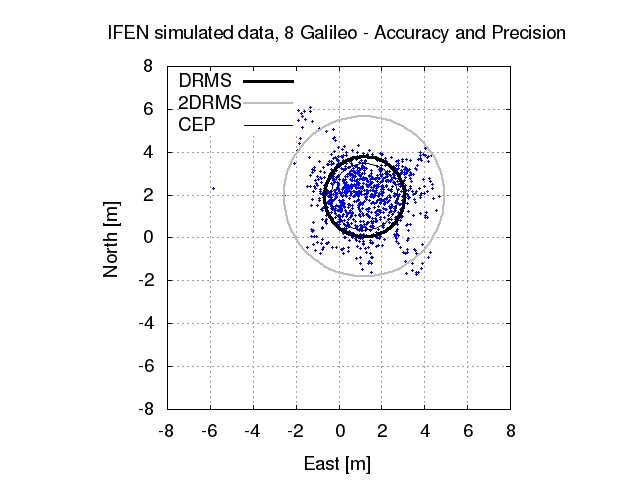 IFEN simulated data, 8 Galileo - Accuracy and Precision
DRMS
2DRMS
CEP
8
6
4
2
0
-2
-4
-6
-8
North [m]
-8 -6 -4 -2 0 2 4 6 8
East [m]